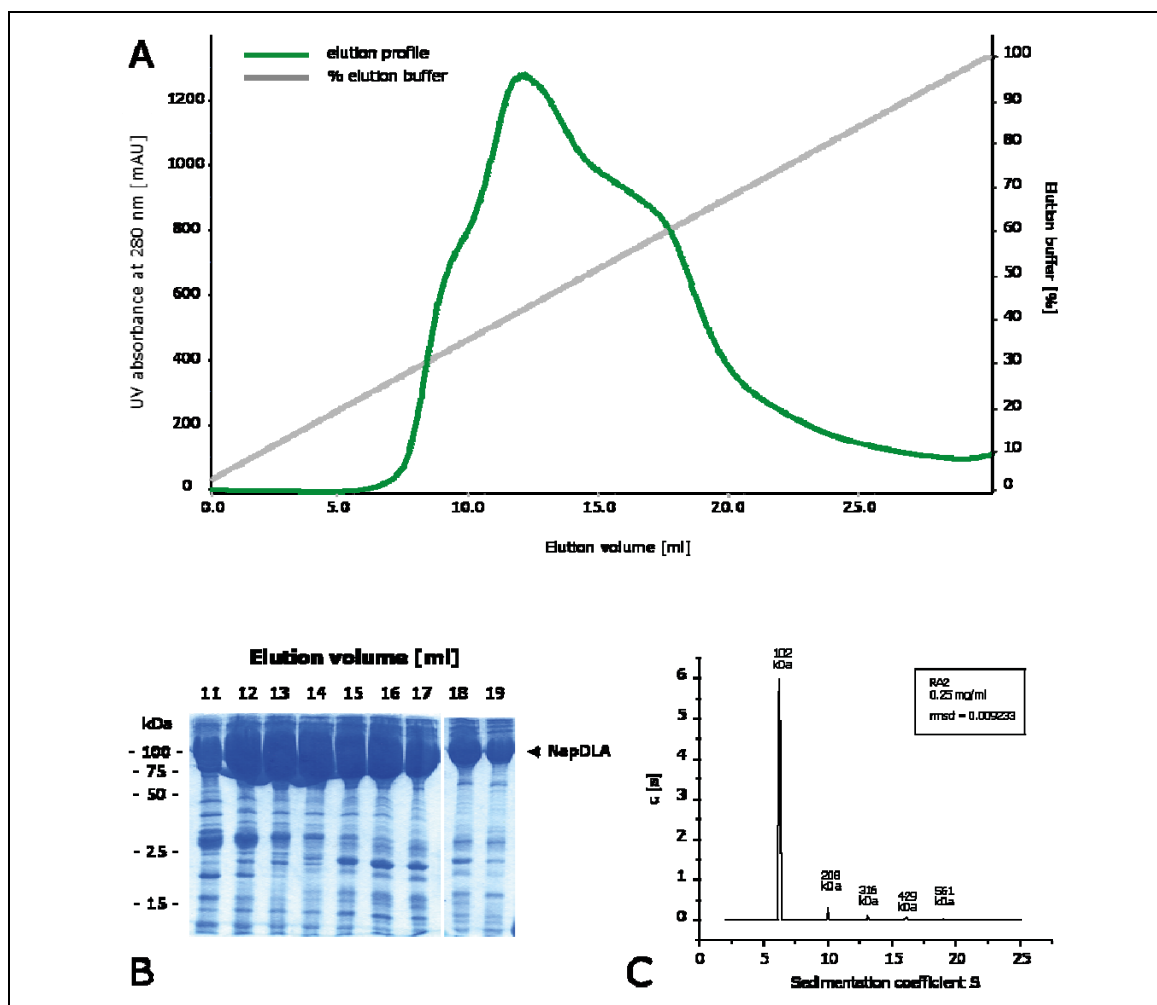 A
elution profile
% elution buffer
UV absorbance at 280 nm [mAU]
1200
1000
800
600
400
200
0
100
90
80
70
60
50
40
30
20
10
0
Elution buffer [%]
0.0 5.0 10.0 15.0 20.0 25.0
Elution volume [ml]
Elution volume [ml]
11 12 13 14 15 16 17 18 19
kDa
- 100 -
- 75 -
- 50 -
- 25 -
- 15 -
NapDLA
B
6
5
4
3
2
1
0
c [s]
102
kDa
208
kDa
316
kDa
429
kDa
561
kDa
RA2
0.25 mg/ml
rmsd = 0.009233
0 5 10 15 20 25
Sedimentation coefficient S
C